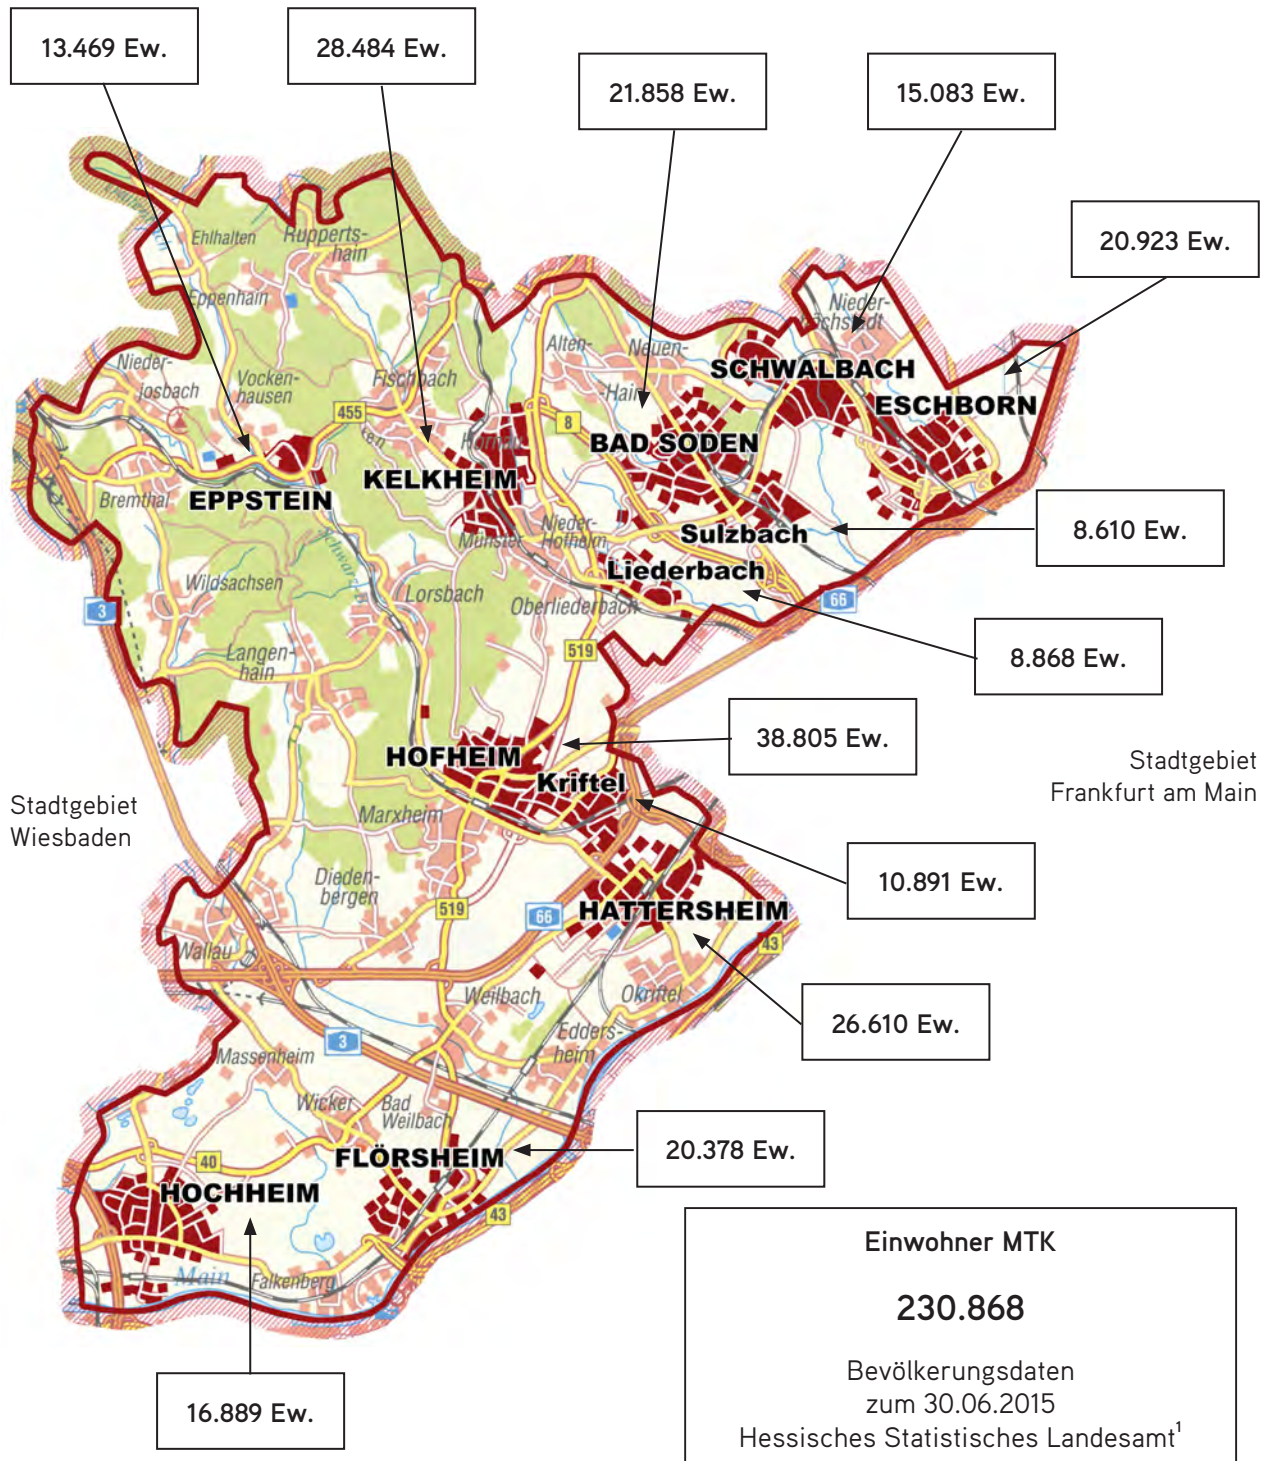 13.469 Ew.
28.484 Ew.
21.858 Ew.
15.083 Ew.
20.923 Ew.
Ehlhalten
Rupperts-
hain
Eppenhain
Nieder-
höchstadt
Alten-
Neuen-
-Hain
SCHWALBACH
Nieder-
josbach
Vocken-
hausen
Fischbach
455
8
ESCHBORN
Hornau
BAD SODEN
KELKHEIM
EPPSTEIN
Bremthal
Münster
Nieder-
Hofheim
Sulzbach
8.610 Ew.
Liederbach
Wildsachsen
Lorsbach
Oberliederbach
3
66
Langen-
hain
519
8.868 Ew.
38.805 Ew.
HOFHEIM
Kriftel
Stadtgebiet
Frankfurt am Main
Stadtgebiet
Wiesbaden
Marxheim
Dieden-
bergen
10.891 Ew.
519
66
HATTERSHEIM
43
Wallau
Weilbach
Okriftel
26.610 Ew.
3
Edders-
heim
Massenheim
Wicker
Bad
Weilbach
20.378 Ew.
FLÖRSHEIM
40
HOCHHEIM
43
Main
Falkenberg
16.889 Ew.
Einwohner MTK
230.868
Bevölkerungsdaten
zum 30.06.2015
Hessisches Statistisches Landesamt¹